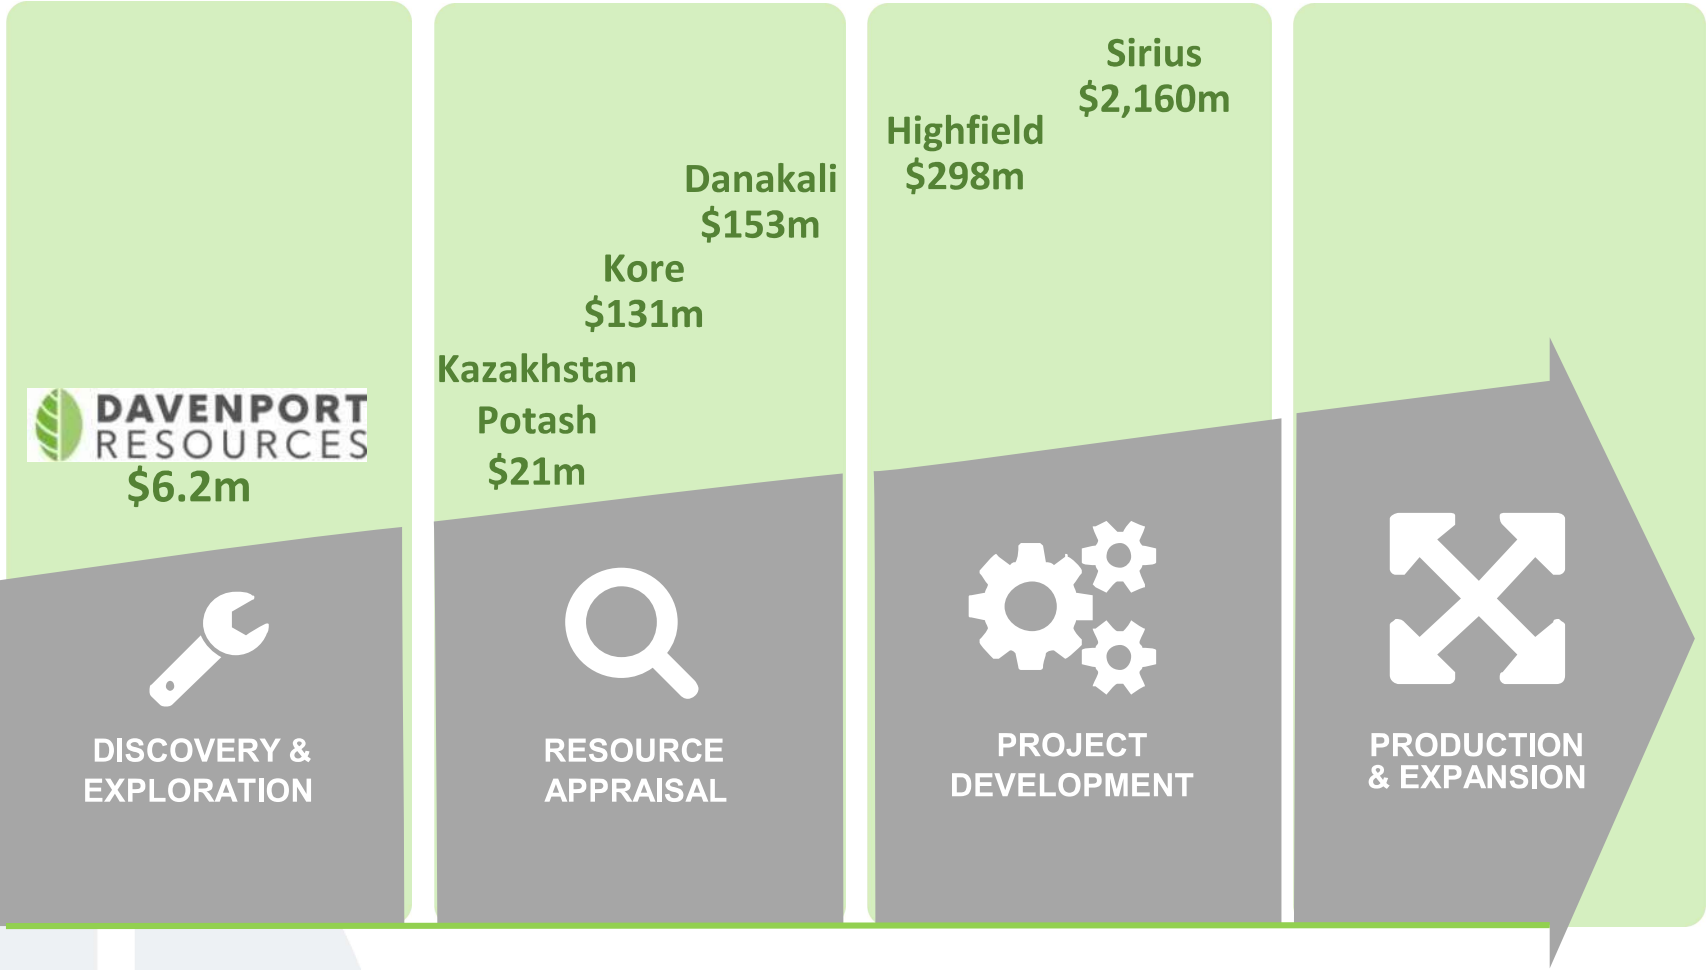 DAVENPORT
RESOURCES
$6.2m
Kazakhstan
Potash
$21m
Kore
$131m
Danakali
$153m
Highfield
$298m
Sirius
$2,160m
DISCOVERY &
EXPLORATION
RESOURCE
APPRAISAL
PROJECT
DEVELOPMENT
PRODUCTION
& EXPANSION